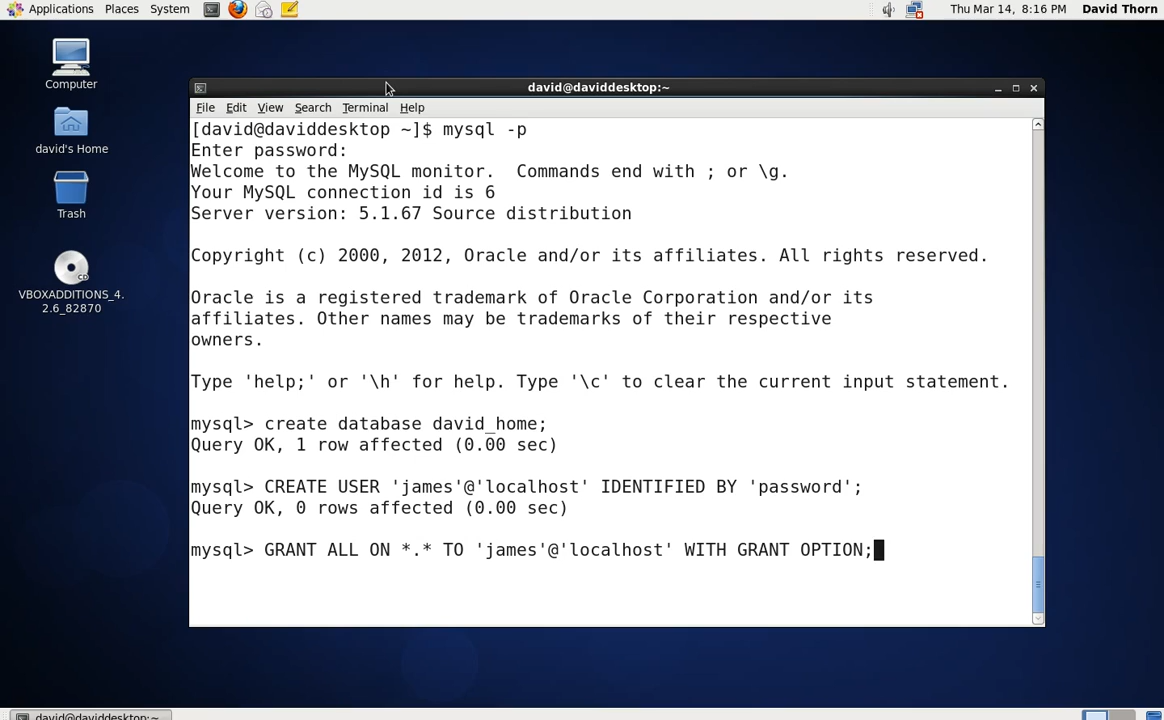 Applications Places System
Thu Mar 14, 8:16 PM David Thorn
Computer
david's Home
Trash
VBOXADDITIONS_4.
2.6_82870
david@daviddesktop:~
File Edit View Search Terminal Help
[david@daviddesktop ~]$ mysql -p
Enter password:
Welcome to the MySQL monitor.  Commands end with ; or \g.
Your MySQL connection id is 6
Server version: 5.1.67 Source distribution
Copyright (c) 2000, 2012, Oracle and/or its affiliates. All rights reserved.
Oracle is a registered trademark of Oracle Corporation and/or its
affiliates. Other names may be trademarks of their respective
owners.
Type 'help;' or '\h' for help. Type '\c' to clear the current input statement.
mysql> create database david_home;
Query OK, 1 row affected (0.00 sec)
mysql> CREATE USER 'james'@'localhost' IDENTIFIED BY 'password';
Query OK, 0 rows affected (0.00 sec)
mysql> GRANT ALL ON *.* TO 'james'@'localhost' WITH GRANT OPTION;
david@daviddesktop:~